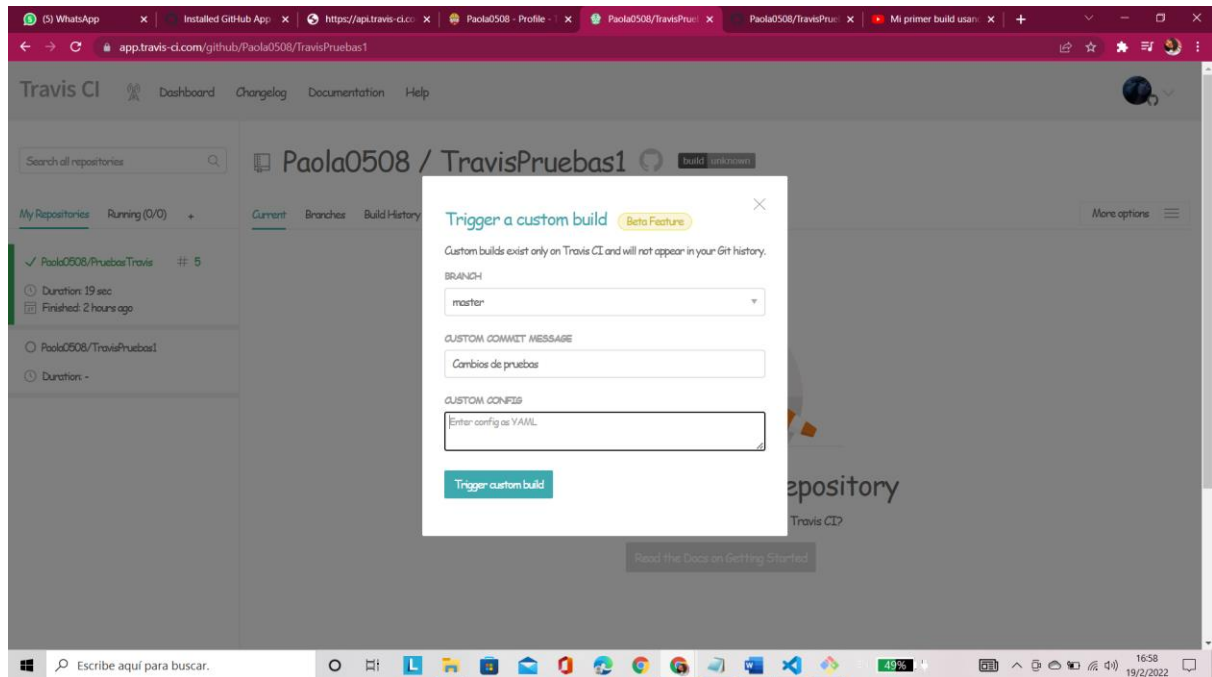 (5) WhatsApp
Installed GitHub App
https://api.travis-ci.co
Paola0508 - Profile - T
Paola0508/TravisPrue
Paola0508/TravisPrue
Mi primer build usan
app.travis-ci.com/github/Paola0508/TravisPruebas1
Travis CI
Dashboard
Changelog
Documentation
Help
Search all repositories
Paola0508 / TravisPruebas1
build unknown
My Repositories
Running (0/0)
+
Current
Branches
Build History
More options
Paola0508/PruebasTravis # 5
Duration: 19 sec
Finished: 2 hours ago
Paola0508/TravisPruebas1
Duration: -
Trigger a custom build
Beta Feature
Custom builds exist only on Travis CI and will not appear in your Git history.
BRANCH
master
CUSTOM COMMIT MESSAGE
Cambios de pruebas
CUSTOM CONFIG
Enter config as YAML
Trigger custom build
epository
Travis CI?
Read the Docs on Getting Started
Escribe aquí para buscar.
49%
16:58
19/2/2022